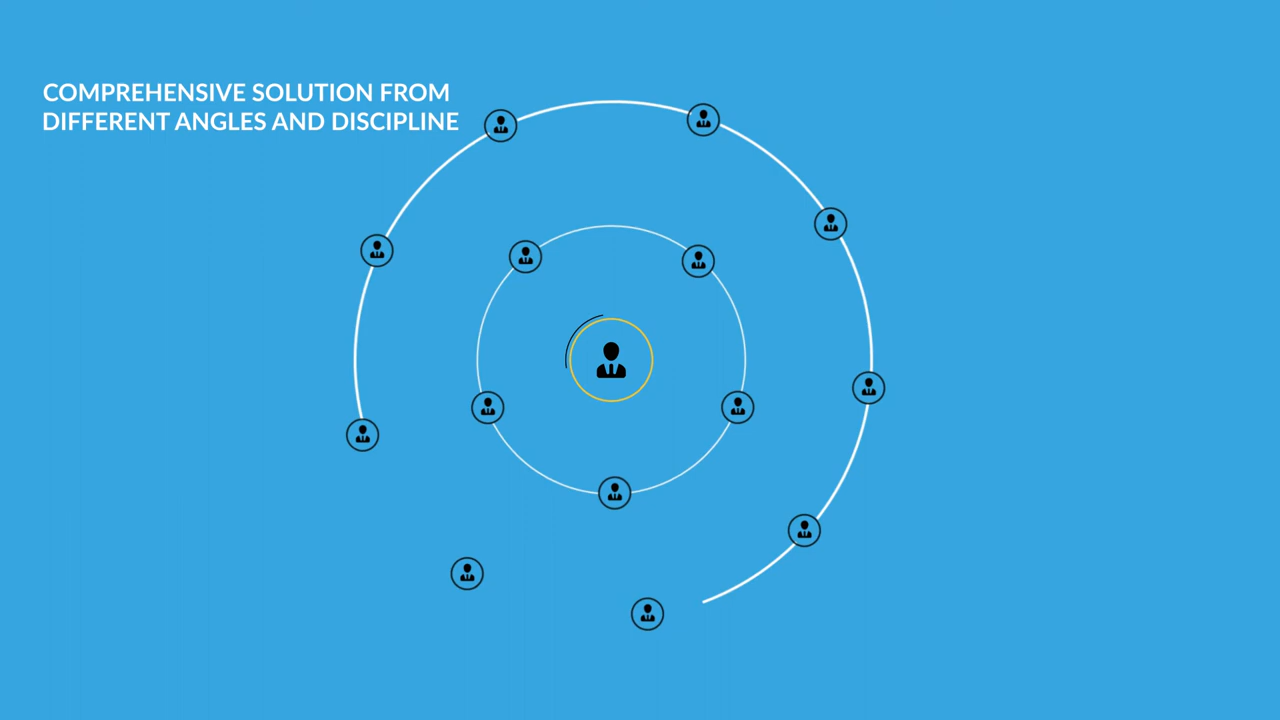 COMPREHENSIVE SOLUTION FROM
DIFFERENT ANGLES AND DISCIPLINE